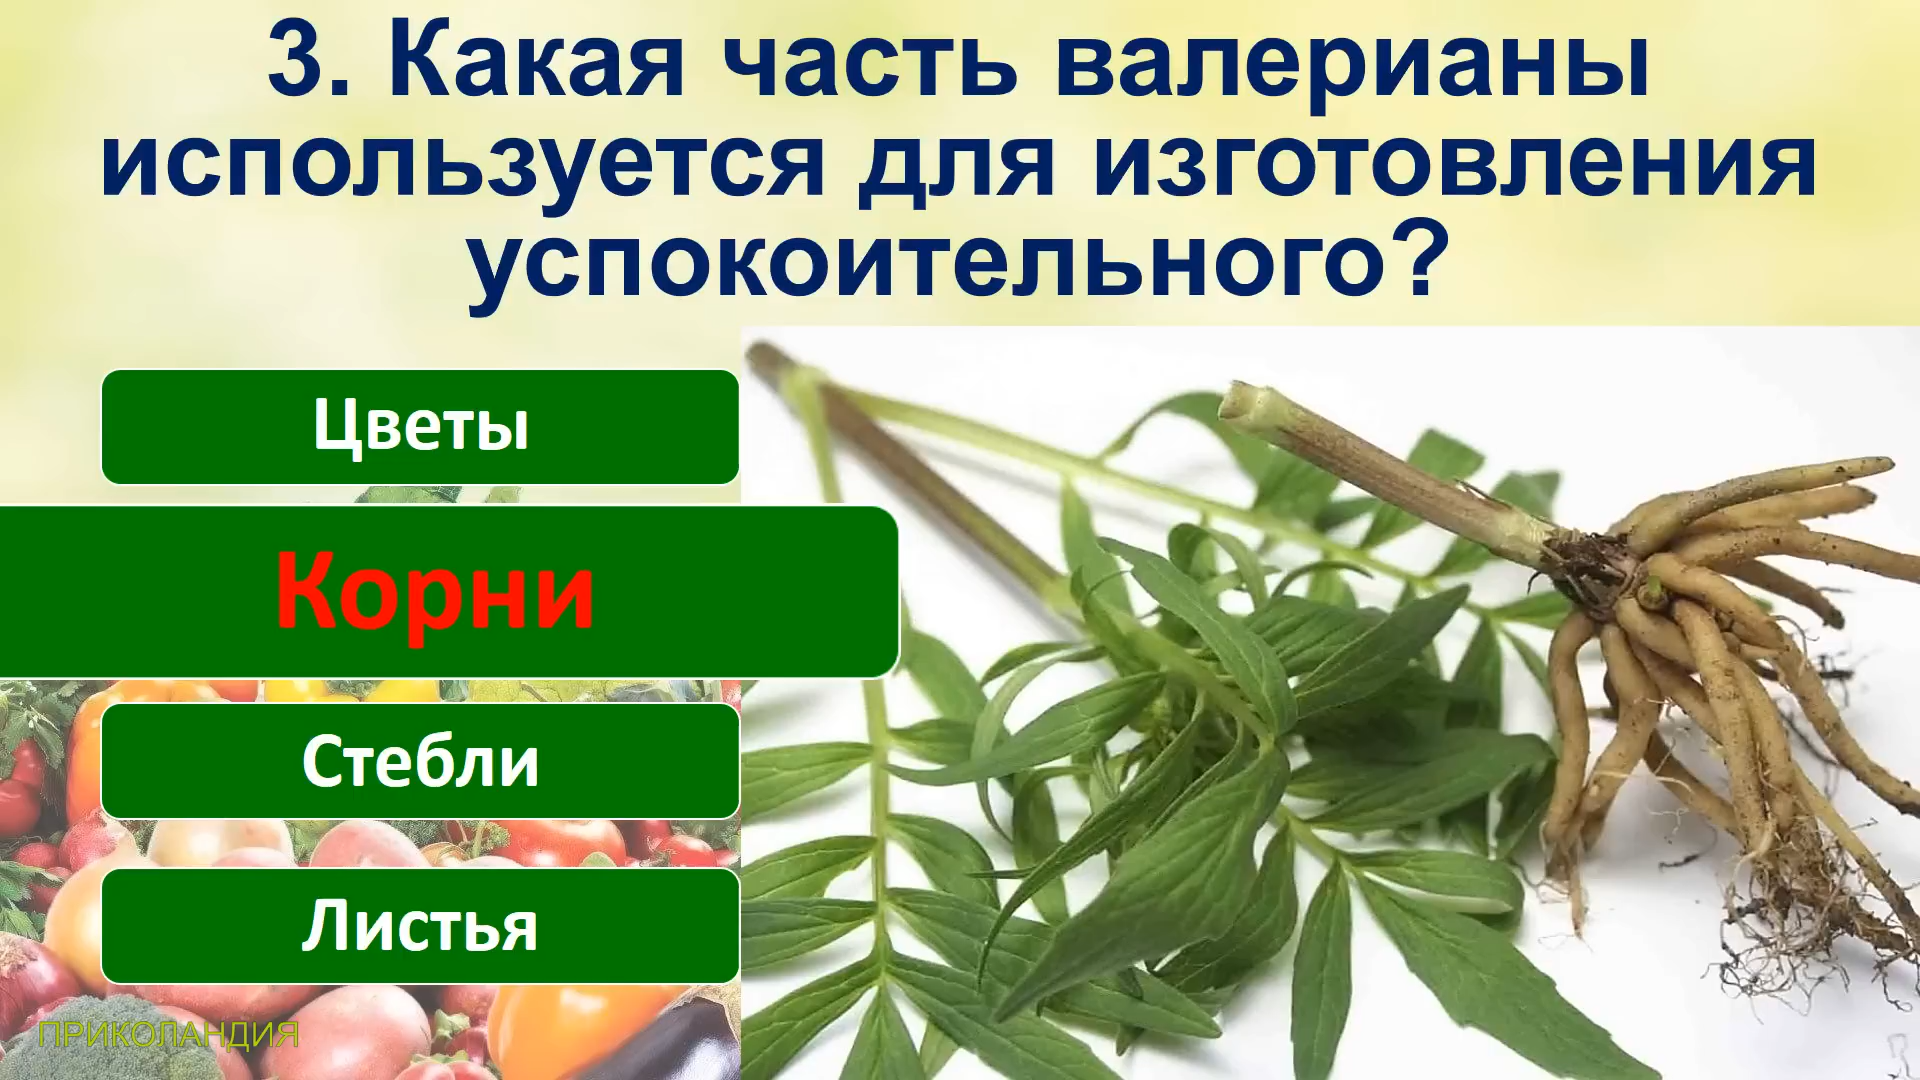 3. Какая часть валерианы
используется для изготовления
успокоительного?
Цветы
Корни
Стебли
Листья
ПРИКОЛАНДИЯ